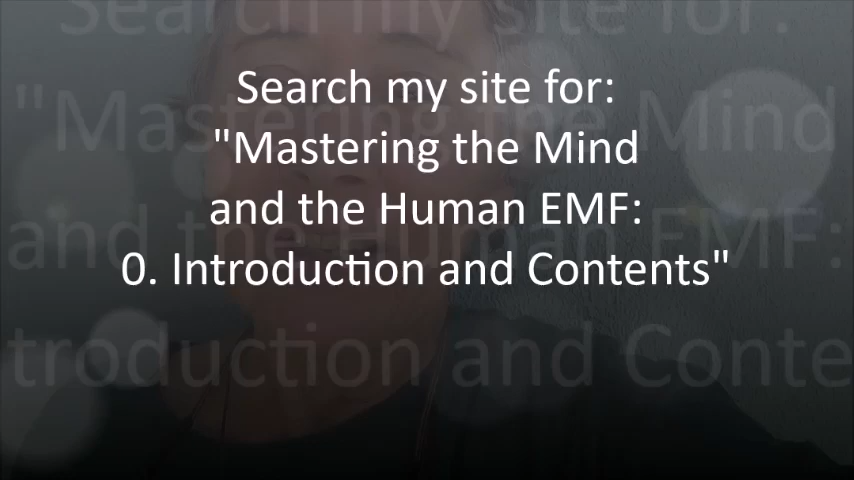 Search my site for:
"Mastering the Mind
and the Human EMF:
0. Introduction and Contents"